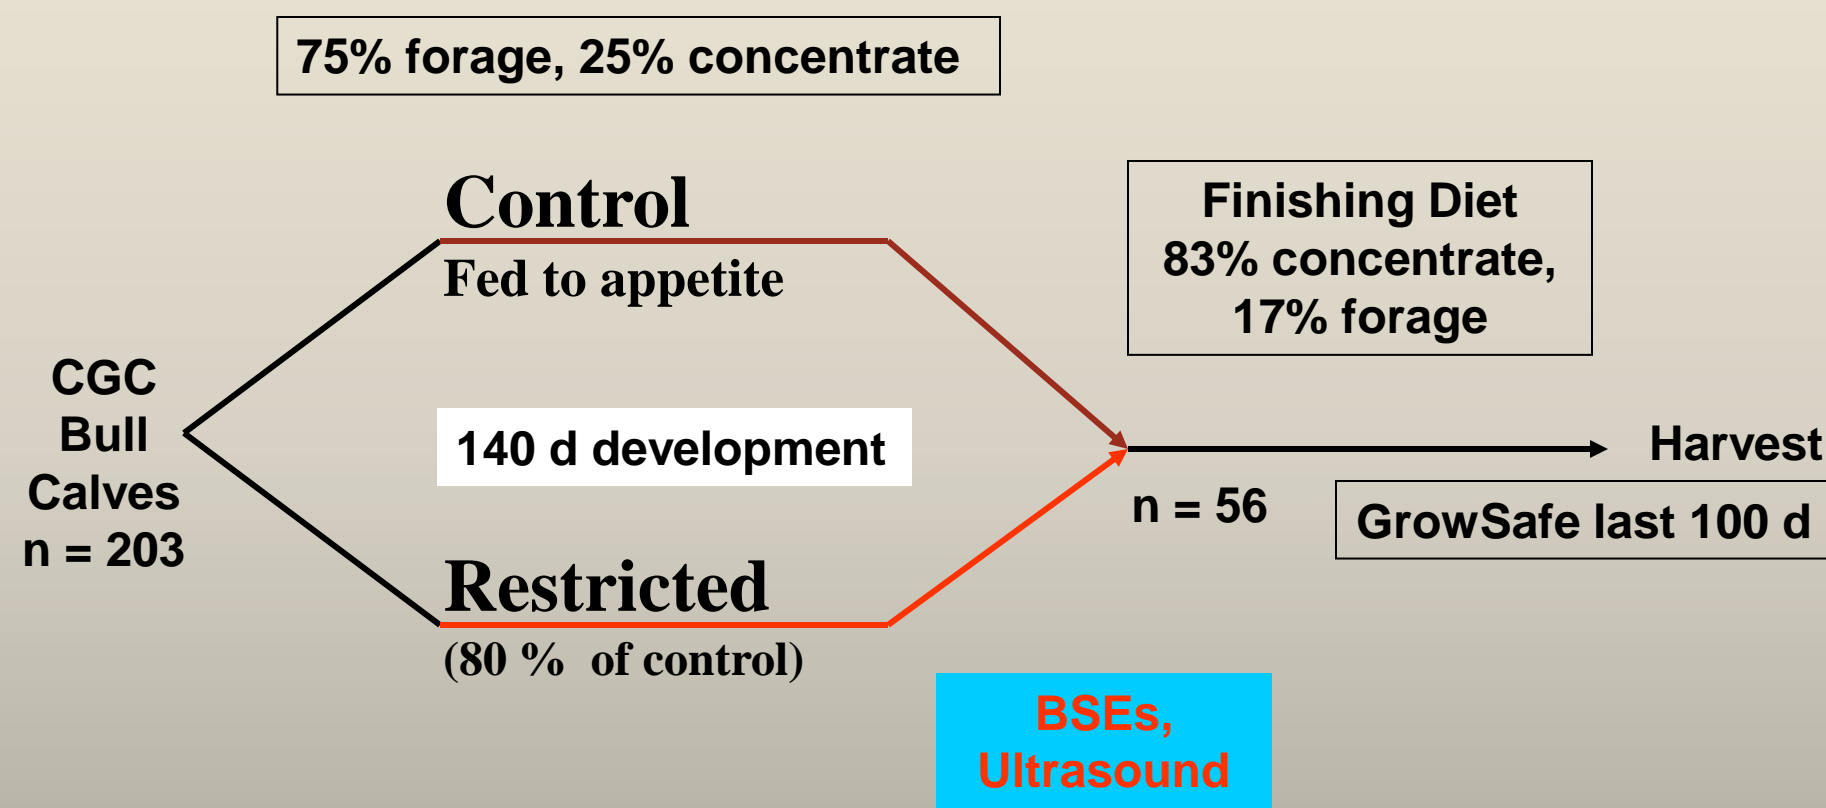 75% forage, 25% concentrate
Control
Fed to appetite
Finishing Diet
83% concentrate,
17% forage
CGC
Bull
Calves
n = 203
140 d development
Harvest
n = 56
GrowSafe last 100 d
Restricted
(80 % of control)
BSEs,
Ultrasound